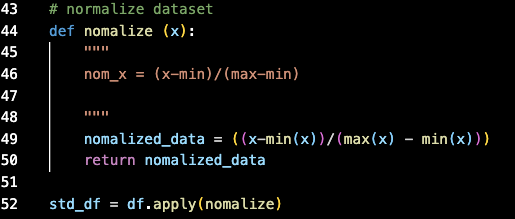 43 # normalize dataset
44 def nomalize (x):
45     """
46     nom_x = (x-min)/(max-min)
47
48     """
49     nomalized_data = ((x-min(x))/(max(x) - min(x)))
50     return nomalized_data
51
52 std_df = df.apply(nomalize)